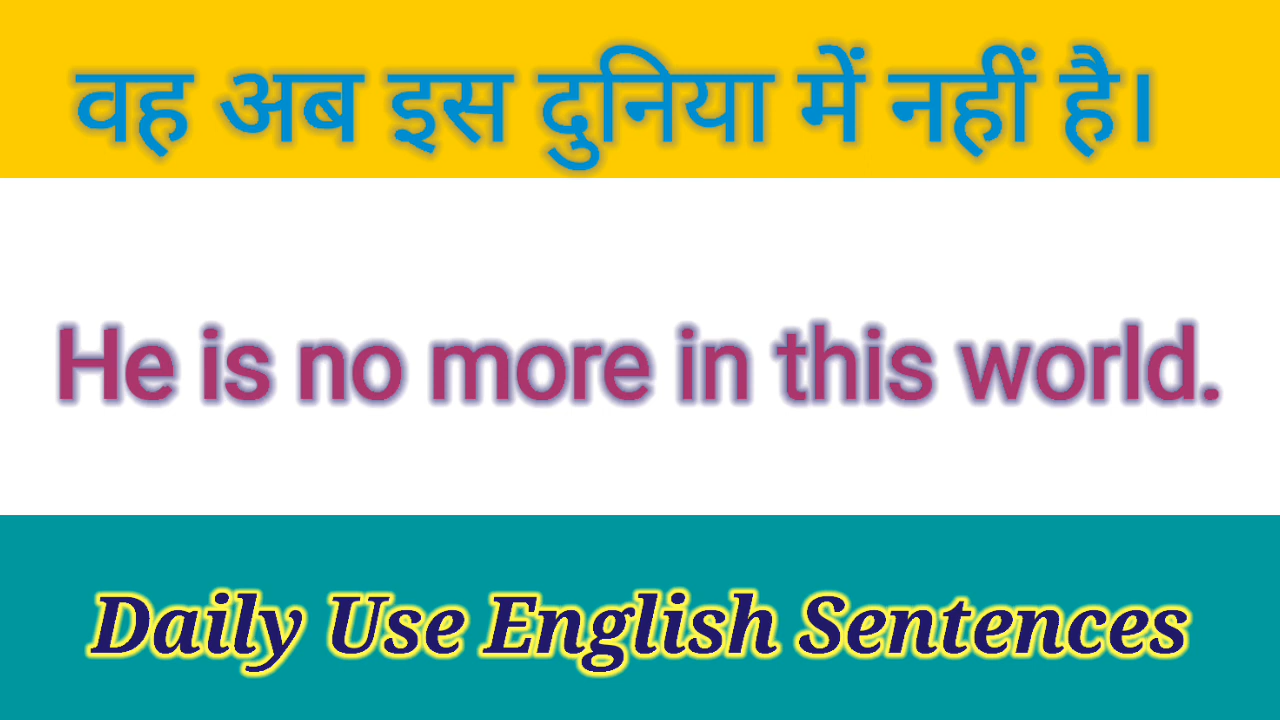 वह अब इस दुनिया में नहीं है।
He is no more in this world.
Daily Use English Sentences